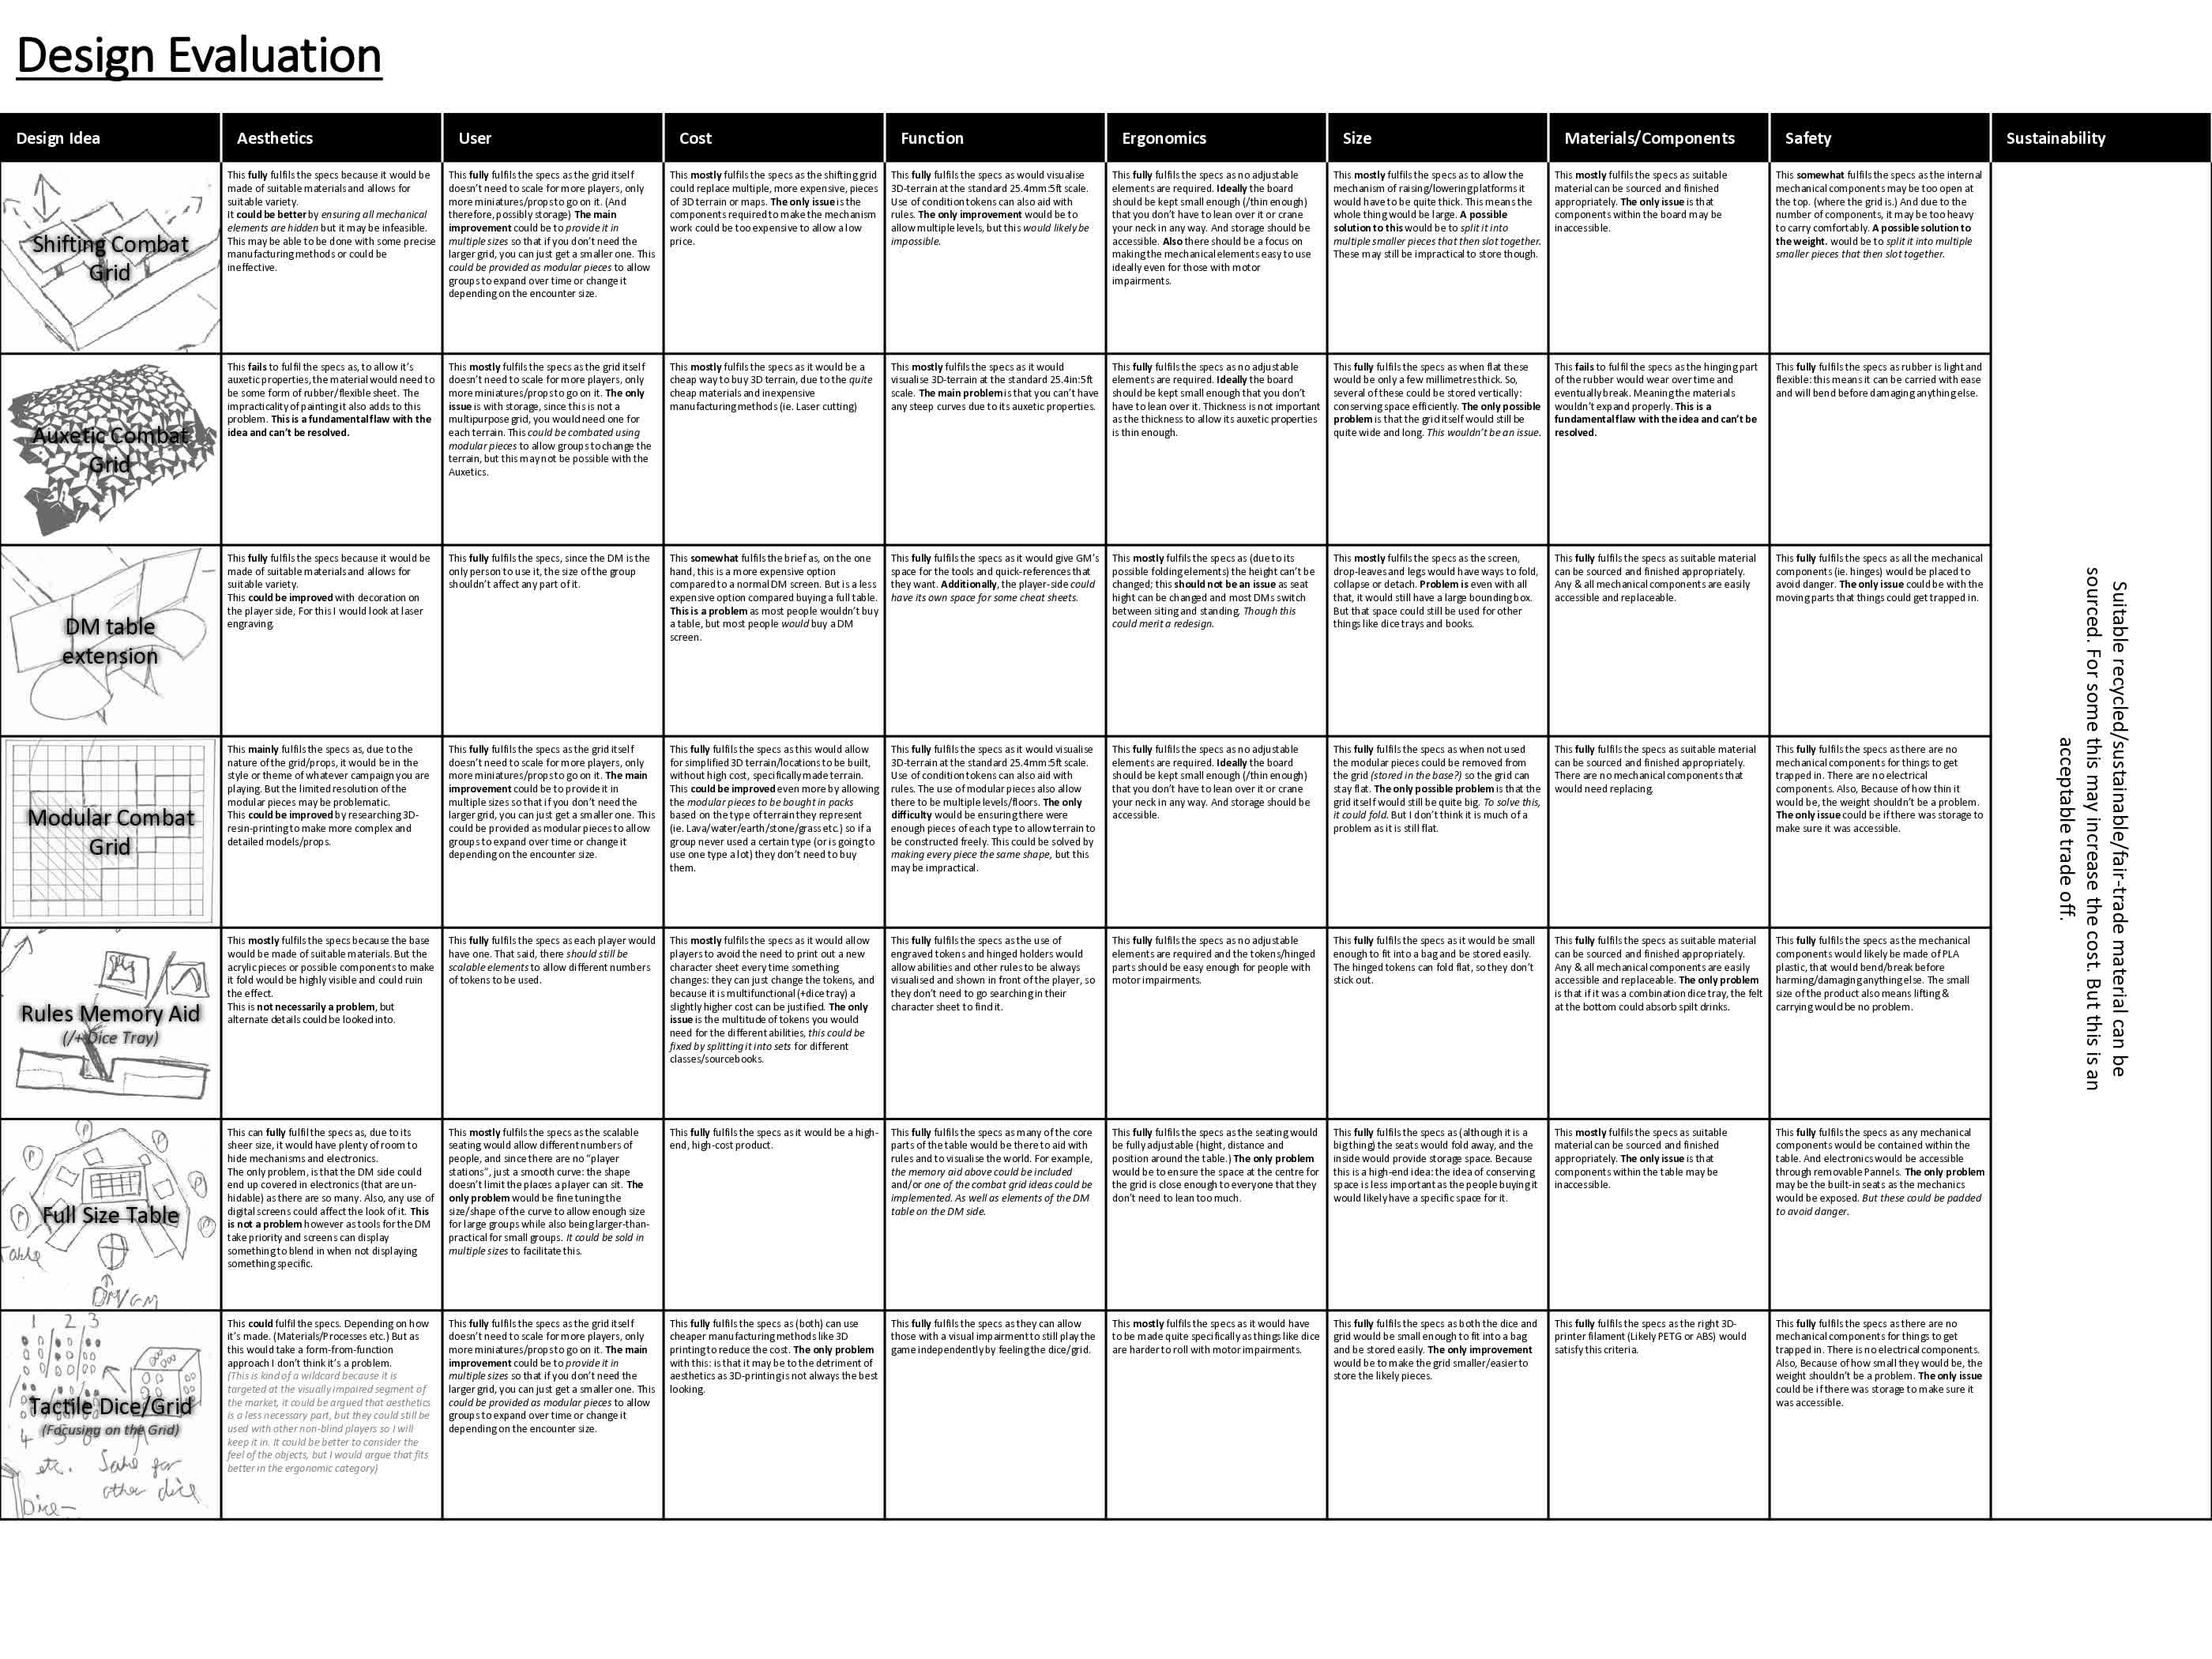 Design Evaluation
Design Idea
Aesthetics
User
Cost
Function
Ergonomics
Size
Materials/Components
Safety
Sustainability
Shifting Combat
Grid
This fully fulfils the specs because it would be
made of suitable materials and allows for
suitable variety.
It could be better by ensuring all mechanical
elements are hidden but it may be infeasible.
This may be able to be done with some precise
manufacturing methods or could be
ineffective.
This fully fulfils the specs as the grid itself
doesn't need to scale for more players, only
more miniatures/props to go on it. (And
therefore, possibly storage) The main
improvement could be to provide it in
multiple sizes so that if you don't need the
larger grid, you can just get a smaller one. This
could be provided as modular pieces to allow
groups to expand over time or change it
depending on the encounter size.
This mostly fulfils the specs as the shifting grid
could replace multiple, more expensive, pieces
of 3D terrain or maps. The only issue is the
components required to make the mechanism
work could be too expensive to allow a low
price.
This fully fulfils the specs as would visualise
3D-terrain at the standard 25.4mm:5ft scale.
Use of condition tokens can also aid with
rules. The only improvement would be to
allow multiple levels, but this would likely be
impossible.
This fully fulfils the specs as no adjustable
elements are required. Ideally the board
should be kept small enough (/thin enough)
that you don't have to lean over it or crane
your neck in any way. And storage should be
accessible. Also there should be a focus on
making the mechanical elements easy to use
ideally even for those with motor
impairments.
This mostly fulfils the specs as to allow the
mechanism of raising/lowering platforms it
would have to be quite thick. This means the
whole thing would be large. A possible
solution to this would be to split it into
multiple smaller pieces that then slot together.
These may still be impractical to store though.
This mostly fulfils the specs as suitable
material can be sourced and finished
appropriately. The only issue is that
components within the board may be
inaccessible.
This somewhat fulfils the specs as the internal
mechanical components may be too open at
the top. (where the grid is.) And due to the
number of components, it may be too heavy
to carry comfortably. A possible solution to
the weight. would be to split it into multiple
smaller pieces that then slot together.
Auxetic Combat
Grid
This fails to fulfil the specs as, to allow it's
auxetic properties, the material would need to
be some form of rubber/flexible sheet. The
impracticality of painting it also adds to this
problem. This is a fundamental flaw with the
idea and can't be resolved.
This mostly fulfils the specs as the grid itself
doesn't need to scale for more players, only
more miniatures/props to go on it. The only
issue is with storage, since this is not a
multipurpose grid, you would need one for
each terrain. This could be combated using
modular pieces to allow groups to change the
terrain, but this may not be possible with the
Auxetics.
This mostly fulfils the specs as it would be a
cheap way to buy 3D terrain, due to the quite
cheap materials and inexpensive
manufacturing methods (ie. Laser cutting)
This mostly fulfils the specs as it would
visualise 3D-terrain at the standard 25.4in:5ft
scale. The main problem is that you can't have
any steep curves due to its auxetic properties.
This fully fulfils the specs as no adjustable
elements are required. Ideally the board
should be kept small enough that you don't
have to lean over it. Thickness is not important
as the thickness to allow its auxetic properties
is thin enough.
This fully fulfils the specs as when flat these
would be only a few millimetres thick. So,
several of these could be stored vertically:
conserving space efficiently. The only possible
problem is that the grid itself would still be
quite wide and long. This wouldn't be an issue.
This fails to fulfil the specs as the hinging part
of the rubber would wear over time and
eventually break. Meaning the materials
wouldn't expand properly. This is a
fundamental flaw with the idea and can't be
resolved.
This fully fulfils the specs as rubber is light and
flexible: this means it can be carried with ease
and will bend before damaging anything else.
DM table
extension
This fully fulfils the specs because it would be
made of suitable materials and allows for
suitable variety.
This could be improved with decoration on
the player side, For this I would look at laser
engraving.
This fully fulfils the specs, since the DM is the
only person to use it, the size of the group
shouldn't affect any part of it.
This somewhat fulfils the brief as, on the one
hand, this is a more expensive option
compared to a normal DM screen. But is a less
expensive option compared buying a full table.
This is a problem as most people wouldn't buy
a table, but most people would buy a DM
screen.
This fully fulfils the specs as it would give GM's
space for the tools and quick-references that
they want. Additionally, the player-side could
have its own space for some cheat sheets.
This mostly fulfils the specs as (due to its
possible folding elements) the height can't be
changed; this should not be an issue as seat
hight can be changed and most DMs switch
between siting and standing. Though this
could merit a redesign.
This mostly fulfils the specs as the screen,
drop-leaves and legs would have ways to fold,
collapse or detach. Problem is even with all
that, it would still have a large bounding box.
But that space could still be used for other
things like dice trays and books.
This fully fulfils the specs as suitable material
can be sourced and finished appropriately.
Any & all mechanical components are easily
accessible and replaceable.
This fully fulfils the specs as all the mechanical
components (ie. hinges) would be placed to
avoid danger. The only issue could be with the
moving parts that things could get trapped in.
Modular Combat
Grid
This mainly fulfils the specs as, due to the
nature of the grid/props, it would be in the
style or theme of whatever campaign you are
playing. But the limited resolution of the
modular pieces may be problematic.
This could be improved by researching 3D-
resin-printing to make more complex and
detailed models/props.
This fully fulfils the specs as the grid itself
doesn't need to scale for more players, only
more miniatures/props to go on it. The main
improvement could be to provide it in
multiple sizes so that if you don't need the
larger grid, you can just get a smaller one. This
could be provided as modular pieces to allow
groups to expand over time or change it
depending on the encounter size.
This fully fulfils the specs as this would allow
for simplified 3D terrain/locations to be built,
without high cost, specifically made terrain.
This could be improved even more by allowing
the modular pieces to be bought in packs
based on the type of terrain they represent
(ie. Lava/water/earth/stone/grass etc.) so if a
group never used a certain type (or is going to
use one type a lot) they don't need to buy
them.
This fully fulfils the specs as it would visualise
3D-terrain at the standard 25.4mm:5ft scale.
Use of condition tokens can also aid with
rules. The use of modular pieces also allow
there to be multiple levels/floors. The only
difficulty would be ensuring there were
enough pieces of each type to allow terrain to
be constructed freely. This could be solved by
making every piece the same shape, but this
may be impractical.
This fully fulfils the specs as no adjustable
elements are required. Ideally the board
should be kept small enough (/thin enough)
that you don't have to lean over it or crane
your neck in any way. And storage should be
accessible.
This fully fulfils the specs as when not used
the modular pieces could be removed from
the grid (stored in the base?) so the grid can
stay flat. The only possible problem is that the
grid itself would still be quite big. To solve this,
it could fold. But I don't think it is much of a
problem as it is still flat.
This fully fulfils the specs as suitable material
can be sourced and finished appropriately.
There are no mechanical components that
would need replacing.
This fully fulfils the specs as there are no
mechanical components for things to get
trapped in. There are no electrical
components. Also, Because of how thin it
would be, the weight shouldn't be a problem.
The only issue could be if there was storage to
make sure it was accessible.
Rules Memory Aid
(/+Dice Tray)
This mostly fulfils the specs because the base
would be made of suitable materials. But the
acrylic pieces or possible components to make
it fold would be highly visible and could ruin
the effect.
This is not necessarily a problem, but
alternate details could be looked into.
This fully fulfils the specs as each player would
have one. That said, there should still be
scalable elements to allow different numbers
of tokens to be used.
This mostly fulfils the specs as it would allow
players to avoid the need to print out a new
character sheet every time something
changes: they can just change the tokens, and
because it is multifunctional (+dice tray) a
slightly higher cost can be justified. The only
issue is the multitude of tokens you would
need for the different abilities, this could be
fixed by splitting it into sets for different
classes/sourcebooks.
This fully fulfils the specs as the use of
engraved tokens and hinged holders would
allow abilities and other rules to be always
visualised and shown in front of the player, so
they don't need to go searching in their
character sheet to find it.
This fully fulfils the specs as no adjustable
elements are required and the tokens/hinged
parts should be easy enough for people with
motor impairments.
This fully fulfils the specs as it would be small
enough to fit into a bag and be stored easily.
The hinged tokens can fold flat, so they don't
stick out.
This fully fulfils the specs as suitable material
can be sourced and finished appropriately.
Any & all mechanical components are easily
accessible and replaceable. The only problem
is that if it was a combination dice tray, the felt
at the bottom could absorb spilt drinks.
This fully fulfils the specs as the mechanical
components would likely be made of PLA
plastic, that would bend/break before
harming/damaging anything else. The small
size of the product also means lifting &
carrying would be no problem.
P
P
P
P
P
Full Size Table
Table
DM/GM
This can fully fulfil the specs as, due to its
sheer size, it would have plenty of room to
hide mechanisms and electronics.
The only problem, is that the DM side could
end up covered in electronics (that are un-
hidable) as there are so many. Also, any use of
digital screens could affect the look of it. This
is not a problem however as tools for the DM
take priority and screens can display
something to blend in when not displaying
something specific.
This mostly fulfils the specs as the scalable
seating would allow different numbers of
people, and since there are no "player
stations", just a smooth curve: the shape
doesn't limit the places a player can sit. The
only problem would be fine tuning the
size/shape of the curve to allow enough size
for large groups while also being larger-than-
practical for small groups. It could be sold in
multiple sizes to facilitate this.
This fully fulfils the specs as it would be a high-
end, high-cost product.
This fully fulfils the specs as many of the core
parts of the table would be there to aid with
rules and to visualise the world. For example,
the memory aid above could be included
and/or one of the combat grid ideas could be
implemented. As well as elements of the DM
table on the DM side.
This fully fulfils the specs as the seating would
be fully adjustable (hight, distance and
position around the table.) The only problem
would be to ensure the space at the centre for
the grid is close enough to everyone that they
don't need to lean too much.
This fully fulfils the specs as (although it is a
big thing) the seats would fold away, and the
inside would provide storage space. Because
this is a high-end idea: the idea of conserving
space is less important as the people buying it
would likely have a specific space for it.
This mostly fulfils the specs as suitable
material can be sourced and finished
appropriately. The only issue is that
components within the table may be
inaccessible.
This fully fulfils the specs as any mechanical
components would be contained within the
table. And electronics would be accessible
through removable Pannels. The only problem
may be the built-in seats as the mechanics
would be exposed. But these could be padded
to avoid danger.
1 2 3
Tactile Dice/Grid
(Focusing on the Grid)
4
etc. Same for
other dice
Dice-
This could fulfil the specs. Depending on how
it's made. (Materials/Processes etc.) But as
this would take a form-from-function
approach I don't think it's a problem.
(This is kind of a wildcard because it is
targeted at the visually impaired segment of
the market, it could be argued that aesthetics
is a less necessary part, but they could still be
used with other non-blind players so I will
keep it in. It could be better to consider the
feel of the objects, but I would argue that fits
better in the ergonomic category)
This fully fulfils the specs as the grid itself
doesn't need to scale for more players, only
more miniatures/props to go on it. The main
improvement could be to provide it in
multiple sizes so that if you don't need the
larger grid, you can just get a smaller one. This
could be provided as modular pieces to allow
groups to expand over time or change it
depending on the encounter size.
This fully fulfils the specs as (both) can use
cheaper manufacturing methods like 3D
printing to reduce the cost. The only problem
with this: is that it may be to the detriment of
aesthetics as 3D-printing is not always the best
looking.
This fully fulfils the specs as they can allow
those with a visual impairment to still play the
game independently by feeling the dice/grid.
This mostly fulfils the specs as it would have
to be made quite specifically as things like dice
are harder to roll with motor impairments.
This fully fulfils the specs as both the dice and
grid would be small enough to fit into a bag
and be stored easily. The only improvement
would be to make the grid smaller/easier to
store the likely pieces.
This fully fulfils the specs as the right 3D-
printer filament (Likely PETG or ABS) would
satisfy this criteria.
This fully fulfils the specs as there are no
mechanical components for things to get
trapped in. There is no electrical components.
Also, Because of how small they would be, the
weight shouldn't be a problem. The only issue
could be if there was storage to make sure it
was accessible.
Suitable recycled/sustainable/fair-trade material can be
sourced. For some this may increase the cost. But this is an
acceptable trade off.